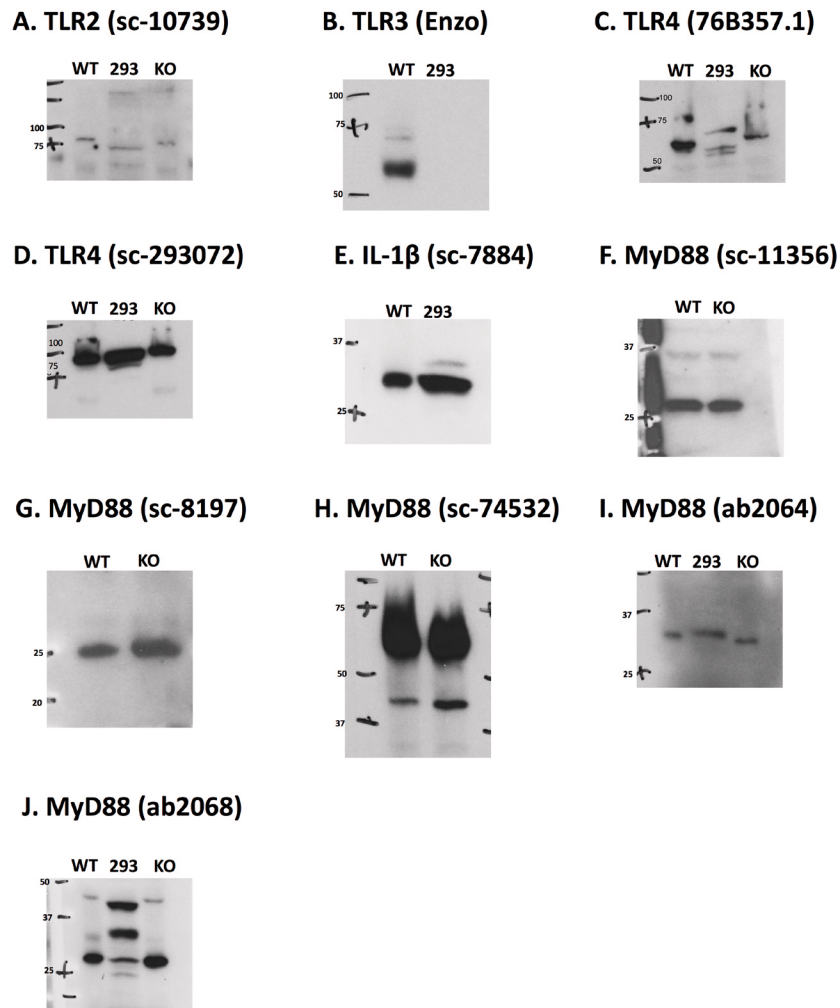 A. TLR2 (sc-10739)
WT 293 KO
100
75
B. TLR3 (Enzo)
WT 293
100
75
50
C. TLR4 (76B357.1)
WT 293 KO
100
75
50
D. TLR4 (sc-293072)
WT 293 KO
100
75
E. IL-1β (sc-7884)
WT 293
37
25
F. MyD88 (sc-11356)
WT KO
37
25
G. MyD88 (sc-8197)
WT KO
25
20
H. MyD88 (sc-74532)
WT KO
75
50
37
I. MyD88 (ab2064)
WT 293 KO
37
25
J. MyD88 (ab2068)
WT 293 KO
50
37
25